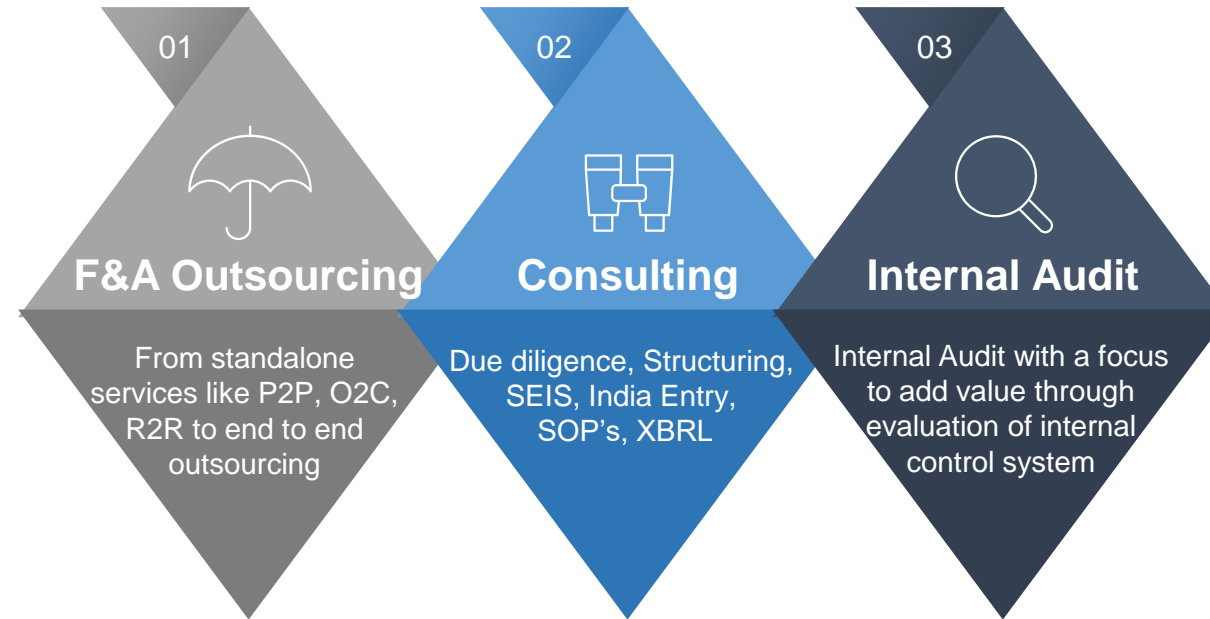 01
F&A Outsourcing
From standalone
services like P2P, O2C,
R2R to end to end
outsourcing
02
Consulting
Due diligence, Structuring,
SEIS, India Entry,
SOP's, XBRL
03
Internal Audit
Internal Audit with a focus
to add value through
evaluation of internal
control system